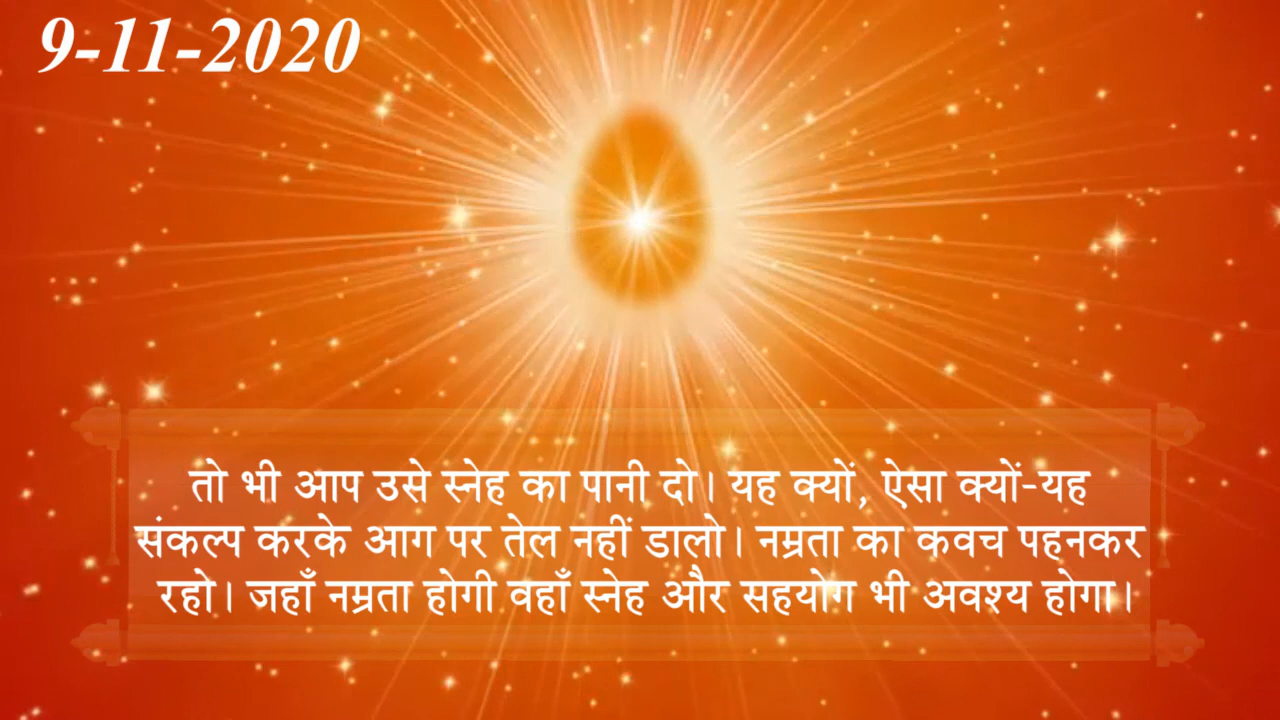 9-11-2020
तो भी आप उसे स्नेह का पानी दो। यह क्यों, ऐसा क्यों-यह
संकल्प करके आग पर तेल नहीं डालो। नम्रता का कवच पहनकर
रहो। जहाँ नम्रता होगी वहाँ स्नेह और सहयोग भी अवश्य होगा।